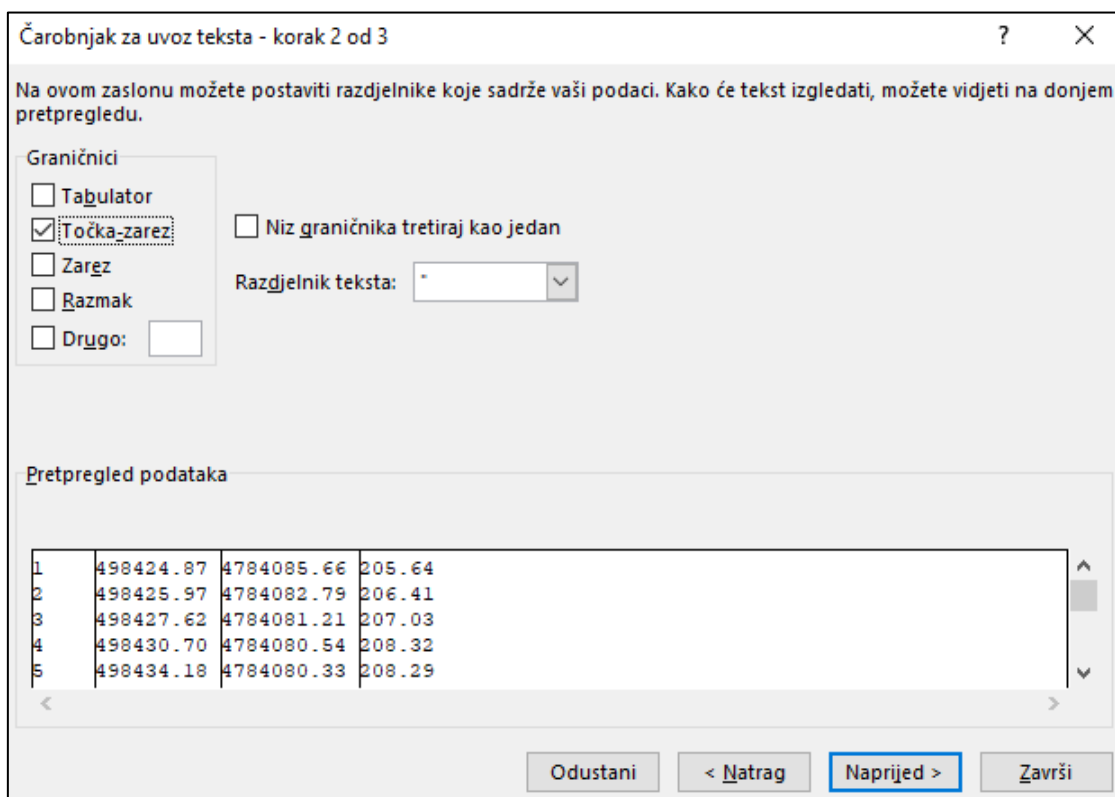 Čarobnjak za uvoz teksta - korak 2 od 3 ?
Na ovom zaslonu možete postaviti razdjelnike koje sadrže vaši podaci. Kako će tekst izgledati, možete vidjeti na donjem
pretpregledu.
Graničnici
Tabulator
Točka-zarez
Zarez
Razmak
Drugo:
Niz graničnika tretiraj kao jedan
Razdjelnik teksta: "
Pretpregled podataka
1 498424.87 4784085.66 205.64
2 498425.97 4784082.79 206.41
3 498427.62 4784081.21 207.03
4 498430.70 4784080.54 208.32
5 498434.18 4784080.33 208.29
Odustani < Natrag Naprijed > Završi